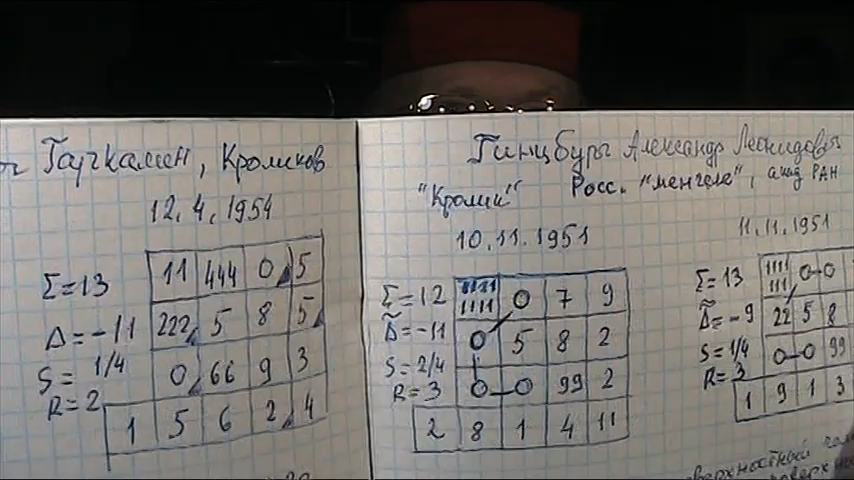 Гаухамен, Кроликов
12.4.1954
Σ=13
Δ=-11
S=1/4
R=2
11 444 0 5
222 5 8 5
0 66 9 3
1 5 6 2 4
Гинцбург Александр Леонидовы
"Кролик" Росс. "менгеле", акад РАН
10.11.1951
Σ=12
Δ̃=-11
S=2/4
R=3
1111 1111 0 7 9
0 5 8 2
0 0 99 2
2 8 1 4 11
11.11.1951
Σ=13
Δ̃=-9
S=1/4
R=3
1111 111 0 0
22 5 8
0 0 99
1 9 1 3